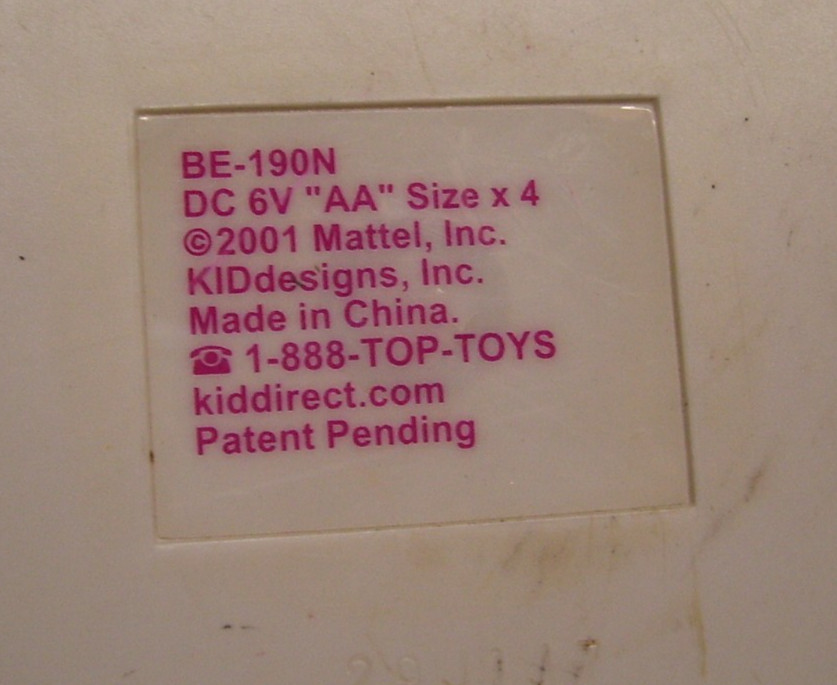 BE-190N
DC 6V "AA" Size x 4
©2001 Mattel, Inc.
KIDdesigns, Inc.
Made in China.
☎ 1-888-TOP-TOYS
kiddirect.com
Patent Pending